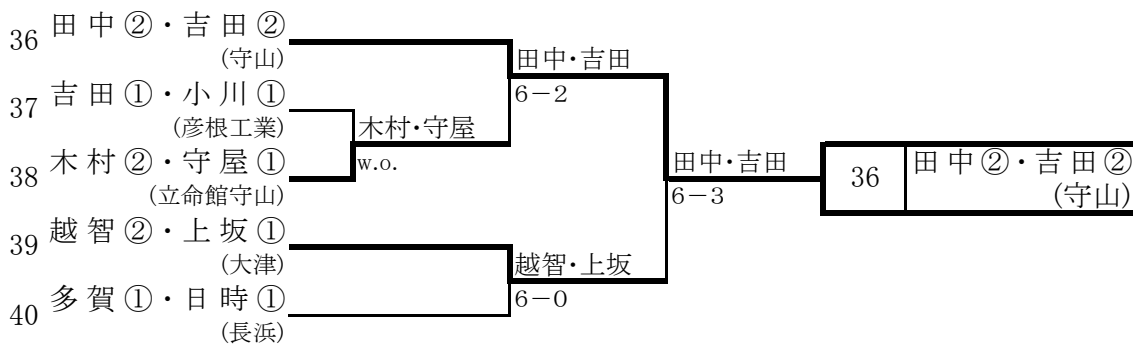 36 田中②・吉田②
(守山)
37 吉田①・小川①
(彦根工業)
38 木村②・守屋①
(立命館守山)
39 越智②・上坂①
(大津)
40 多賀①・日時①
(長浜)
木村・守屋
w.o.
田中・吉田
6－2
越智・上坂
6－0
田中・吉田
6－3
36 田中②・吉田②
(守山)